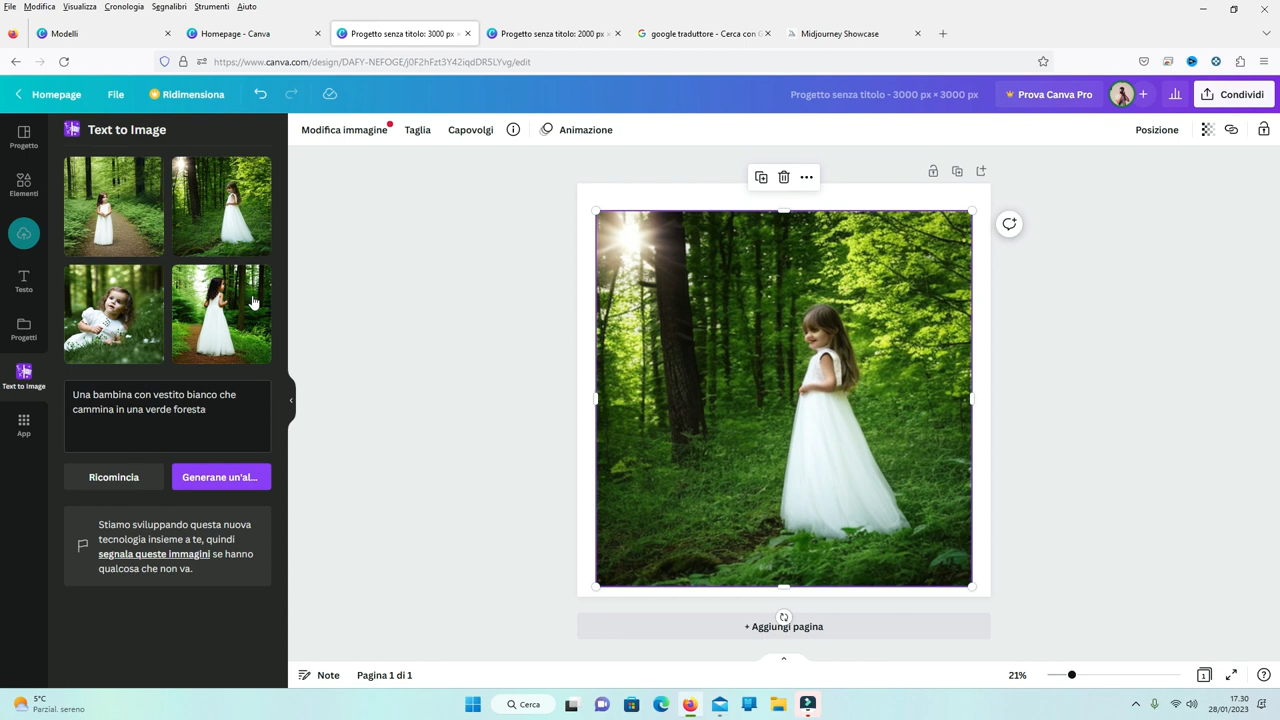 File Modifica Visualizza Cronologia Segnalibri Strumenti Aiuto
Modelli
Homepage - Canva
Progetto senza titolo: 3000 px ×
Progetto senza titolo: 2000 px ×
google traduttore - Cerca con G
Midjourney Showcase
https://www.canva.com/design/DAFY-NEFOGE/j0F2hFzt3Y42iqdDR5LYvg/edit
Homepage
File
Ridimensiona
Progetto senza titolo - 3000 px × 3000 px
Prova Canva Pro
Condividi
Progetto
Elementi
Testo
Progetti
Text to Image
App
Text to Image
Una bambina con vestito bianco che
cammina in una verde foresta
Ricomincia
Generane un'al...
Stiamo sviluppando questa nuova
tecnologia insieme a te, quindi
segnala queste immagini se hanno
qualcosa che non va.
Modifica immagine
Taglia
Capovolgi
Animazione
Posizione
+ Aggiungi pagina
Note
Pagina 1 di 1
21%
1
5°C
Parzial. sereno
Cerca
17.30
28/01/2023